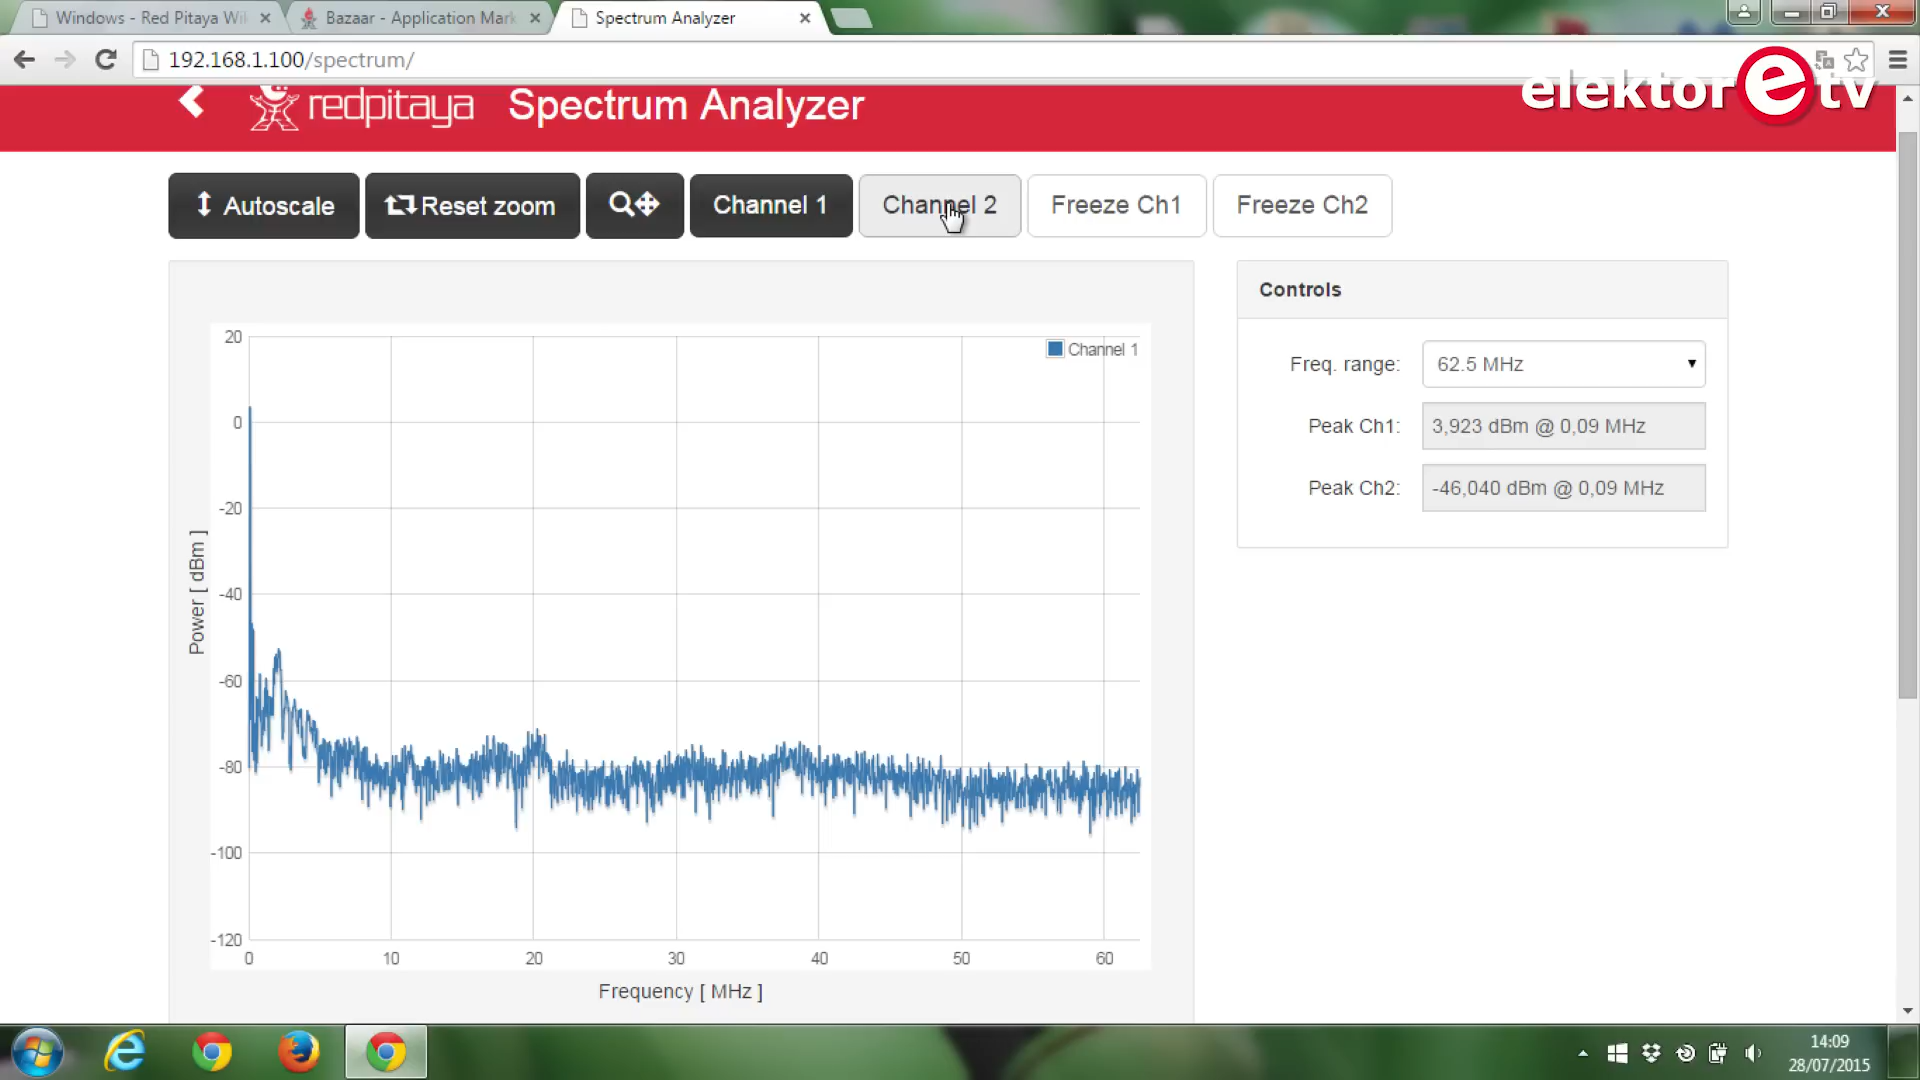 Windows - Red Pitaya Wi
Bazaar - Application Mark
Spectrum Analyzer
192.168.1.100/spectrum/
elektor e tv
redpitaya
Spectrum Analyzer
Autoscale
Reset zoom
Channel 1
Channel 2
Freeze Ch1
Freeze Ch2
Controls
Freq. range:
62.5 MHz
Peak Ch1:
3,923 dBm @ 0,09 MHz
Peak Ch2:
-46,040 dBm @ 0,09 MHz
Channel 1
20
0
-20
-40
-60
-80
-100
-120
Power [ dBm ]
0 10 20 30 40 50 60
Frequency [ MHz ]
14:09
28/07/2015